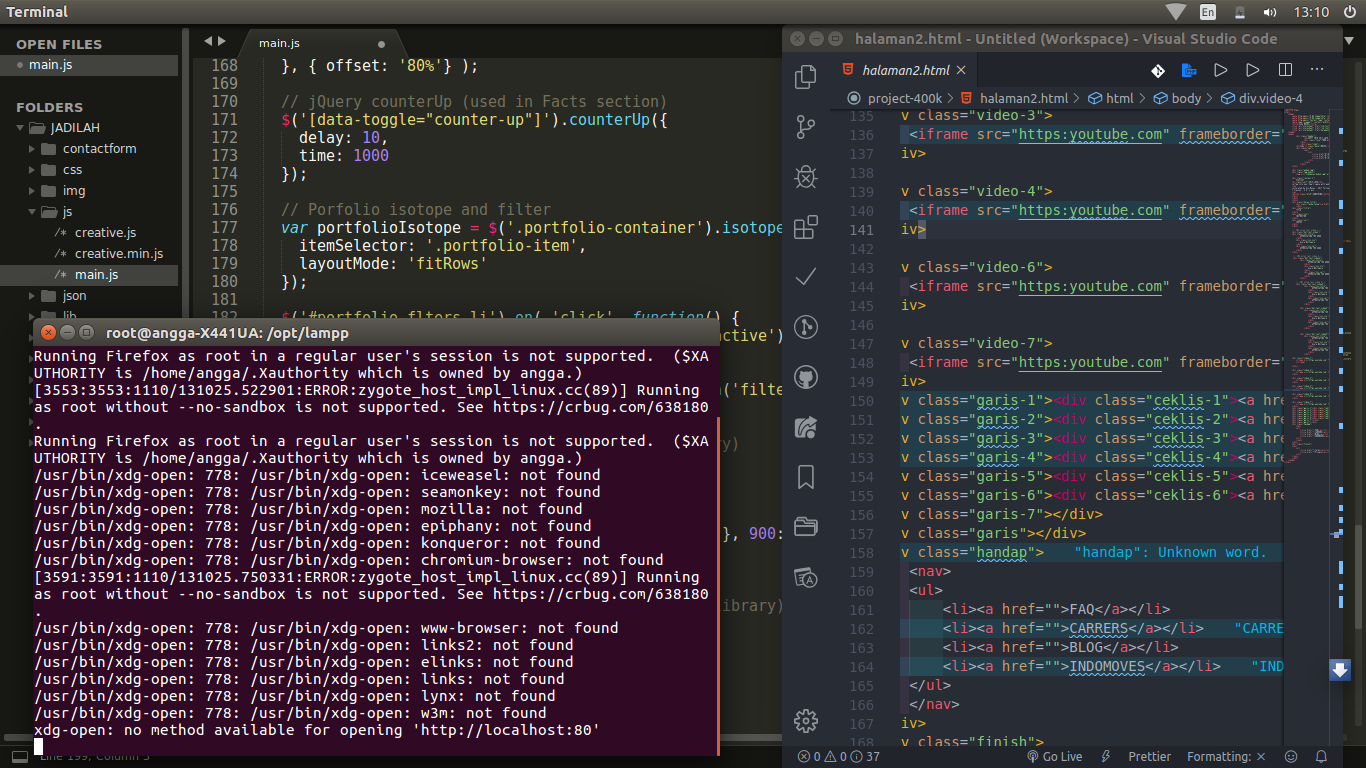 Terminal
En
13:10
OPEN FILES
main.js
FOLDERS
JADILAH
contactform
css
img
js
/* creative.js
/* creative.min.js
/* main.js
json
lib
main.js
168 }, { offset: '80%'} );
169
170 // jQuery counterUp (used in Facts section)
171 $('[data-toggle="counter-up"]').counterUp({
172 delay: 10,
173 time: 1000
174 });
175
176 // Porfolio isotope and filter
177 var portfolioIsotope = $('.portfolio-container').isotope
178 itemSelector: '.portfolio-item',
179 layoutMode: 'fitRows'
180 });
181
182 $('#portfolio-flters li').on( 'click', function() {
ctive')
('filte
ry)
}, 900:
ibrary)
root@angga-X441UA: /opt/lampp
Running Firefox as root in a regular user's session is not supported.  ($XA
UTHORITY is /home/angga/.Xauthority which is owned by angga.)
[3553:3553:1110/131025.522901:ERROR:zygote_host_impl_linux.cc(89)] Running
as root without --no-sandbox is not supported. See https://crbug.com/638180
.
Running Firefox as root in a regular user's session is not supported.  ($XA
UTHORITY is /home/angga/.Xauthority which is owned by angga.)
/usr/bin/xdg-open: 778: /usr/bin/xdg-open: iceweasel: not found
/usr/bin/xdg-open: 778: /usr/bin/xdg-open: seamonkey: not found
/usr/bin/xdg-open: 778: /usr/bin/xdg-open: mozilla: not found
/usr/bin/xdg-open: 778: /usr/bin/xdg-open: epiphany: not found
/usr/bin/xdg-open: 778: /usr/bin/xdg-open: konqueror: not found
/usr/bin/xdg-open: 778: /usr/bin/xdg-open: chromium-browser: not found
[3591:3591:1110/131025.750331:ERROR:zygote_host_impl_linux.cc(89)] Running
as root without --no-sandbox is not supported. See https://crbug.com/638180
.
/usr/bin/xdg-open: 778: /usr/bin/xdg-open: www-browser: not found
/usr/bin/xdg-open: 778: /usr/bin/xdg-open: links2: not found
/usr/bin/xdg-open: 778: /usr/bin/xdg-open: elinks: not found
/usr/bin/xdg-open: 778: /usr/bin/xdg-open: links: not found
/usr/bin/xdg-open: 778: /usr/bin/xdg-open: lynx: not found
/usr/bin/xdg-open: 778: /usr/bin/xdg-open: w3m: not found
xdg-open: no method available for opening 'http://localhost:80'
Line 199, Column 3
halaman2.html - Untitled (Workspace) - Visual Studio Code
halaman2.html
project-400k > halaman2.html > html > body > div.video-4
135 v class="video-3">
136 <iframe src="https:youtube.com" frameborder="
137 iv>
138
139 v class="video-4">
140 <iframe src="https:youtube.com" frameborder="
141 iv>
142
143 v class="video-6">
144 <iframe src="https:youtube.com" frameborder="
145 iv>
146
147 v class="video-7">
148 <iframe src="https:youtube.com" frameborder="
149 iv>
150 v class="garis-1"><div class="ceklis-1"><a hre
151 v class="garis-2"><div class="ceklis-2"><a hre
152 v class="garis-3"><div class="ceklis-3"><a hre
153 v class="garis-4"><div class="ceklis-4"><a hre
154 v class="garis-5"><div class="ceklis-5"><a hre
155 v class="garis-6"><div class="ceklis-6"><a hre
156 v class="garis-7"></div>
157 v class="garis"></div>
158 v class="handap"> "handap": Unknown word.
159 <nav>
160 <ul>
161 <li><a href="">FAQ</a></li>
162 <li><a href="">CARRERS</a></li> "CARRE
163 <li><a href="">BLOG</a></li>
164 <li><a href="">INDOMOVES</a></li> "IND
165 </ul>
166 </nav>
167 iv>
168 v class="finish">
0 0 37 Go Live Prettier Formatting: ×